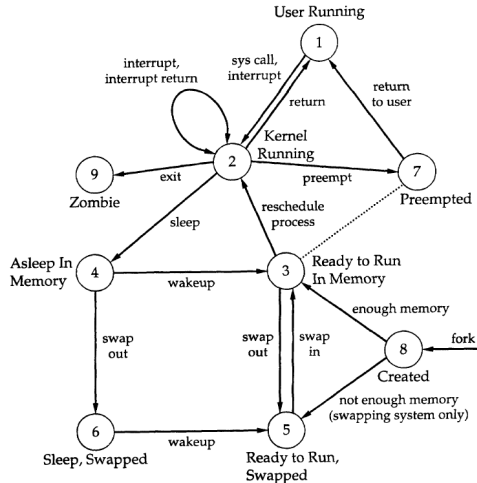 User Running
1
interrupt,
interrupt return
sys call,
interrupt
return
return
to user
Kernel
Running
2
7
9
exit
preempt
Zombie
Preempted
sleep
reschedule
process
Asleep In
Memory
4
wakeup
3
Ready to Run
In Memory
enough memory
swap
out
swap
out
swap
in
8
fork
Created
not enough memory
(swapping system only)
6
wakeup
5
Sleep, Swapped
Ready to Run,
Swapped